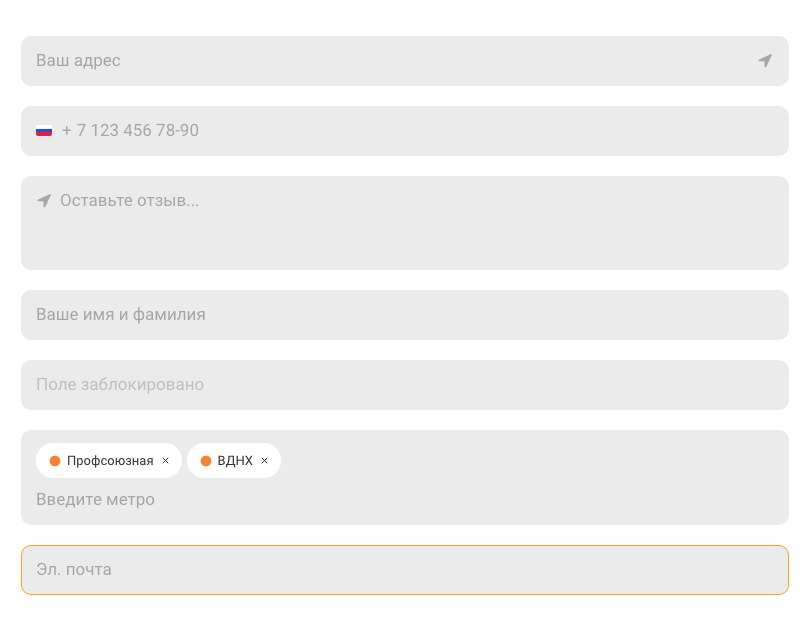 Ваш адрес
+ 7 123 456 78-90
Оставьте отзыв...
Ваше имя и фамилия
Поле заблокировано
Профсоюзная × ВДНХ ×
Введите метро
Эл. почта